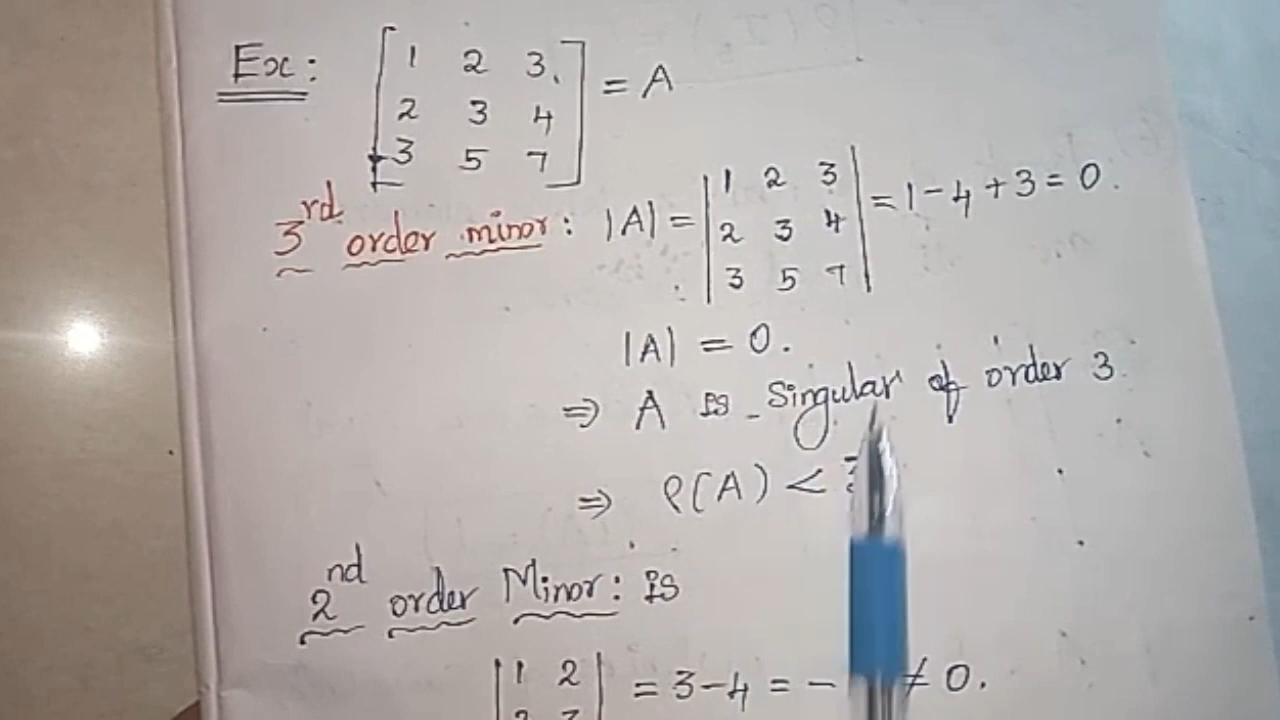 Ex: [1 2 3
2 3 4
3 5 7] = A
3rd order minor: |A| = |1 2 3
2 3 4
3 5 7| = 1 - 4 + 3 = 0.
|A| = 0.
⇒ A is singular of order 3
⇒ ρ(A) <
2nd order Minor: is
|1 2| = 3 - 4 = - ≠ 0.